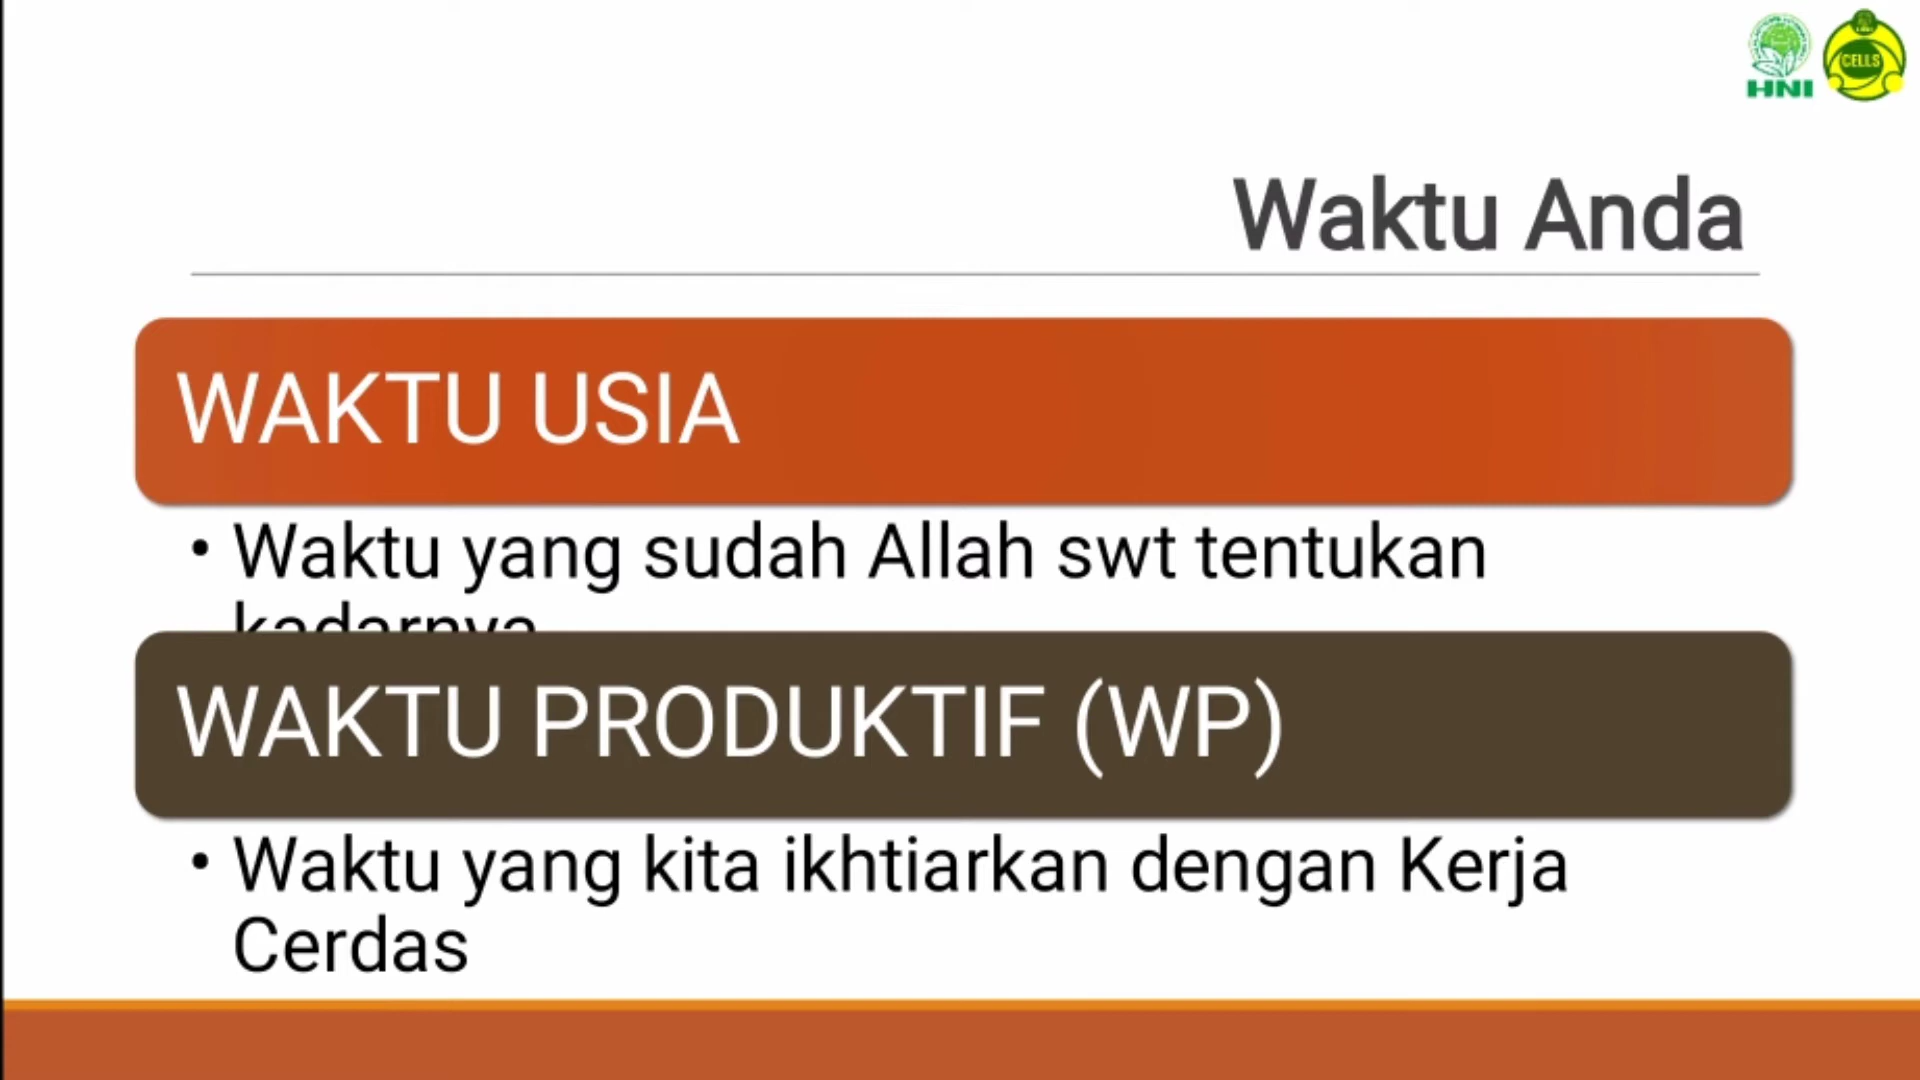 HNI
CELLS
Waktu Anda
WAKTU USIA
• Waktu yang sudah Allah swt tentukan
kadarnya
WAKTU PRODUKTIF (WP)
• Waktu yang kita ikhtiarkan dengan Kerja
Cerdas